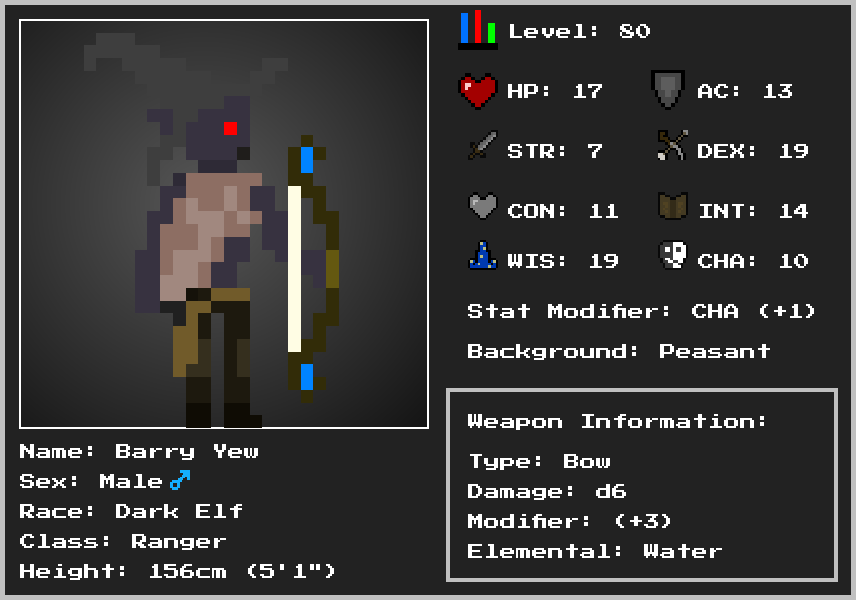 Level: 80
HP: 17
AC: 13
STR: 7
DEX: 19
CON: 11
INT: 14
WIS: 19
CHA: 10
Stat Modifier: CHA (+1)
Background: Peasant
Weapon Information:
Type: Bow
Damage: d6
Modifier: (+3)
Elemental: Water
Name: Barry Yew
Sex: Male♂
Race: Dark Elf
Class: Ranger
Height: 156cm (5'1")